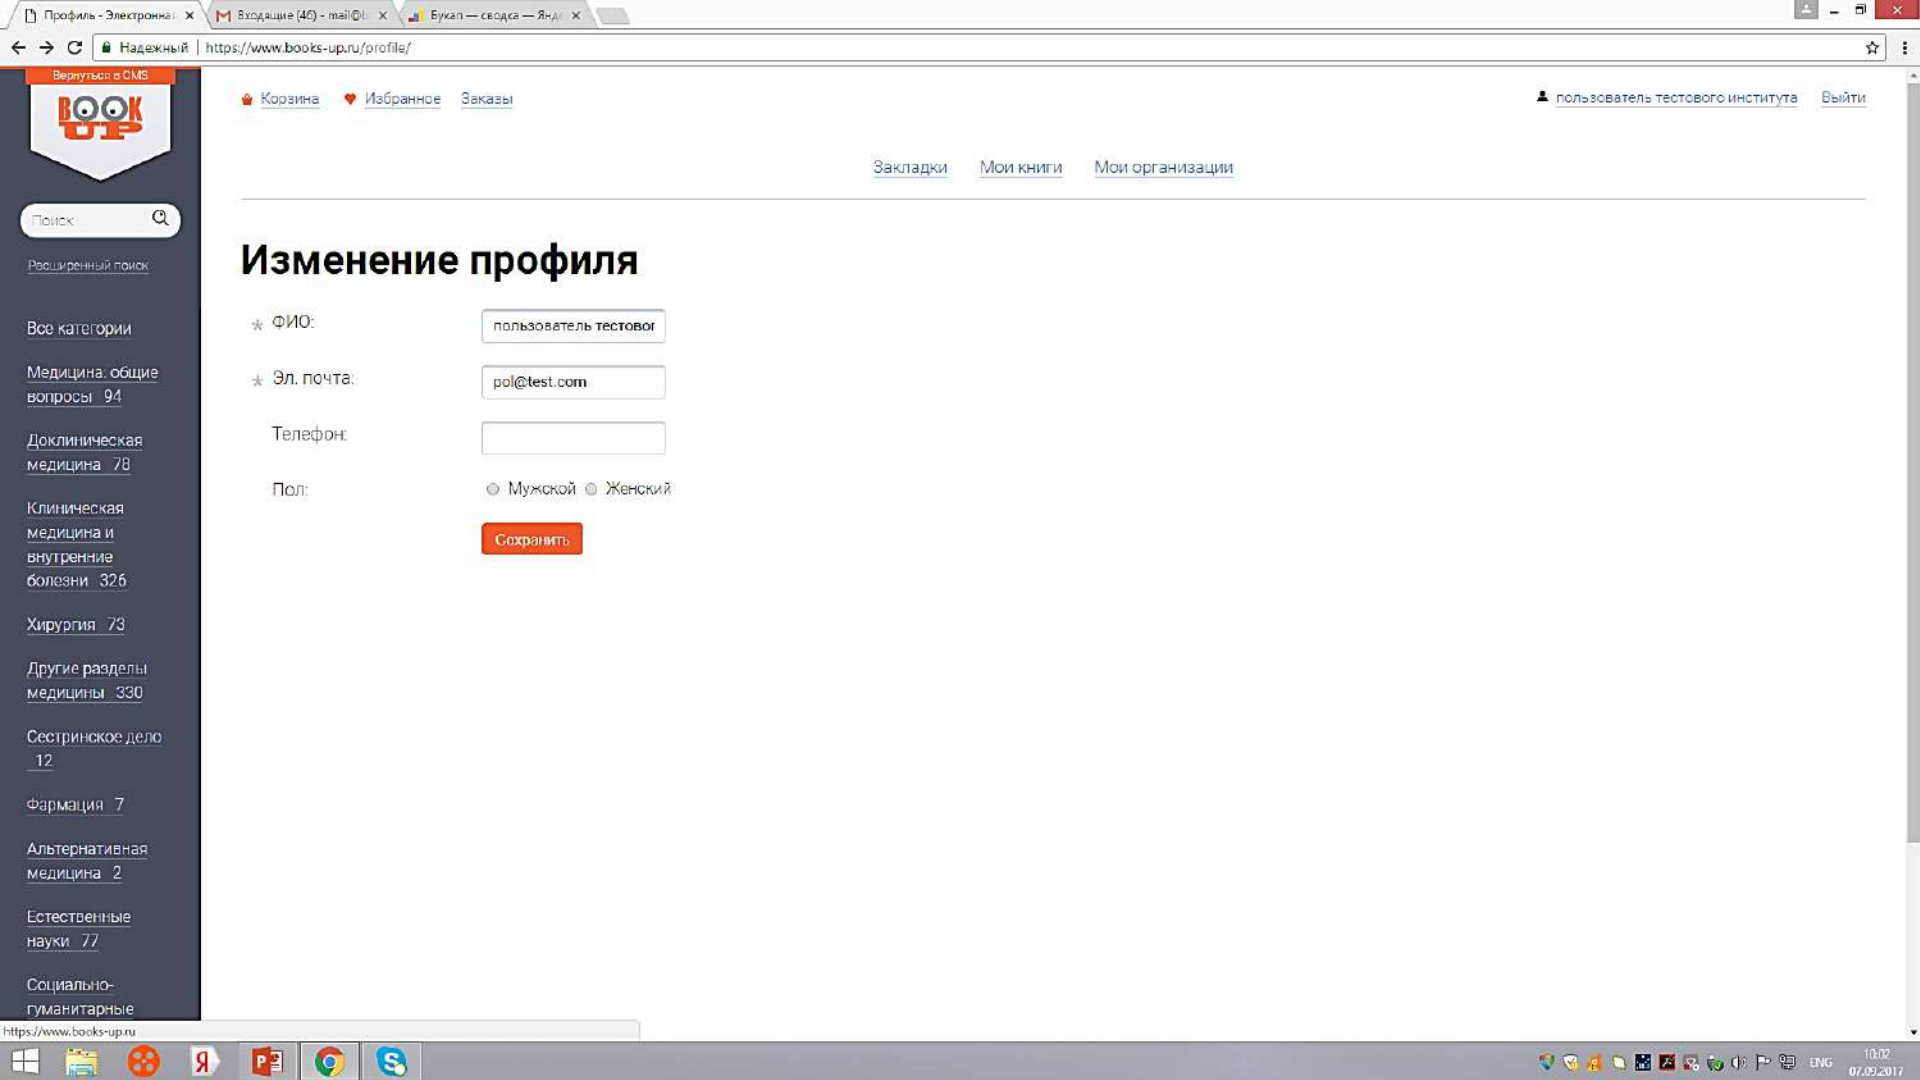 Профиль - Электронна
Входящие (46) - mail@b
Букап — сводка — Янд
Надежный
https://www.books-up.ru/profile/
Вернуться в CMS
BOOK
UP
Корзина
Избранное
Заказы
пользователь тестового института
Выйти
Закладки
Мои книги
Мои организации
Поиск
Расширенный поиск
Изменение профиля
* ФИО:
пользователь тестовог
* Эл. почта:
pol@test.com
Телефон:
Пол:
Мужской
Женский
Сохранить
Все категории
Медицина: общие
вопросы 94
Доклиническая
медицина 78
Клиническая
медицина и
внутренние
болезни 326
Хирургия 73
Другие разделы
медицины 330
Сестринское дело
12
Фармация 7
Альтернативная
медицина 2
Естественные
науки 77
Социально-
гуманитарные
https://www.books-up.ru
ENG
10:02
07.09.2017